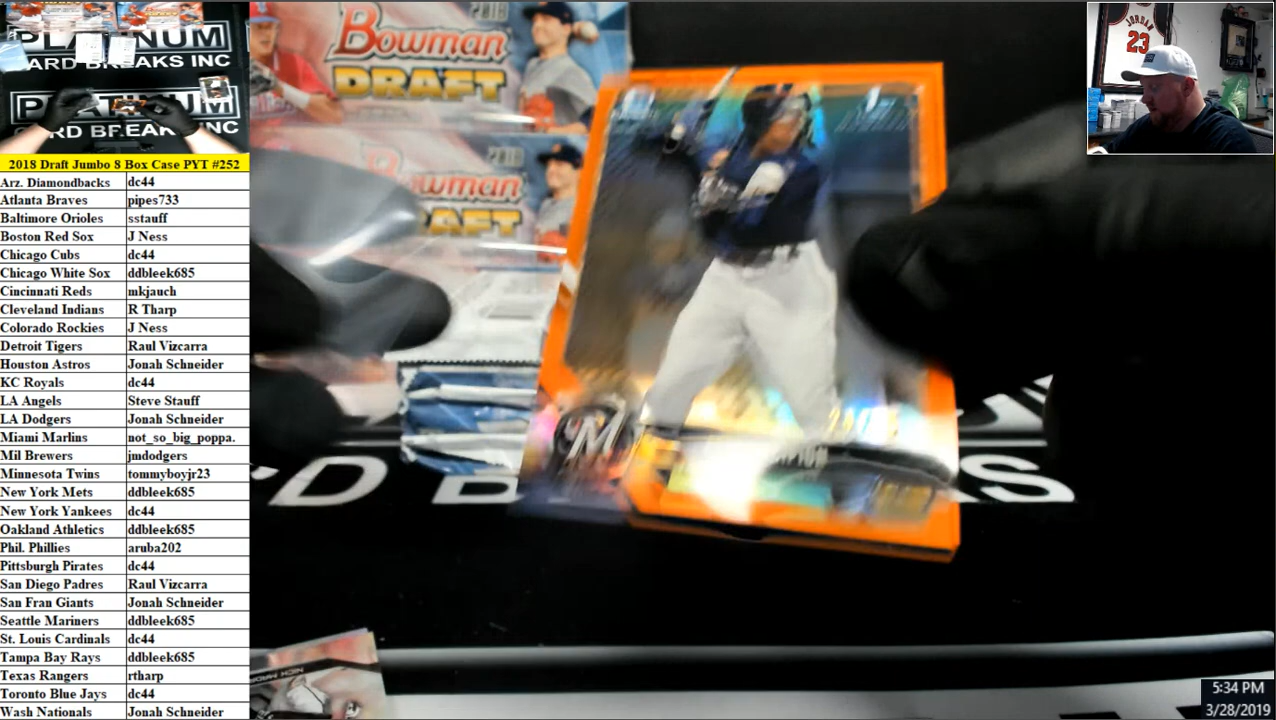 PLATINUM
CARD BREAKS INC
PLATINUM
CARD BREAKS INC
2018 Draft Jumbo 8 Box Case PYT #252
Arz. Diamondbacks dc44
Atlanta Braves pipes733
Baltimore Orioles sstauff
Boston Red Sox J Ness
Chicago Cubs dc44
Chicago White Sox ddbleek685
Cincinnati Reds mkjauch
Cleveland Indians R Tharp
Colorado Rockies J Ness
Detroit Tigers Raul Vizcarra
Houston Astros Jonah Schneider
KC Royals dc44
LA Angels Steve Stauff
LA Dodgers Jonah Schneider
Miami Marlins not_so_big_poppa.
Mil Brewers jmdodgers
Minnesota Twins tommyboyjr23
New York Mets ddbleek685
New York Yankees dc44
Oakland Athletics ddbleek685
Phil. Phillies aruba202
Pittsburgh Pirates dc44
San Diego Padres Raul Vizcarra
San Fran Giants Jonah Schneider
Seattle Mariners ddbleek685
St. Louis Cardinals dc44
Tampa Bay Rays ddbleek685
Texas Rangers rtharp
Toronto Blue Jays dc44
Wash Nationals Jonah Schneider
2018
Bowman
DRAFT
2018
Bowman
DRAFT
M
JORDAN
23
5:34 PM
3/28/2019